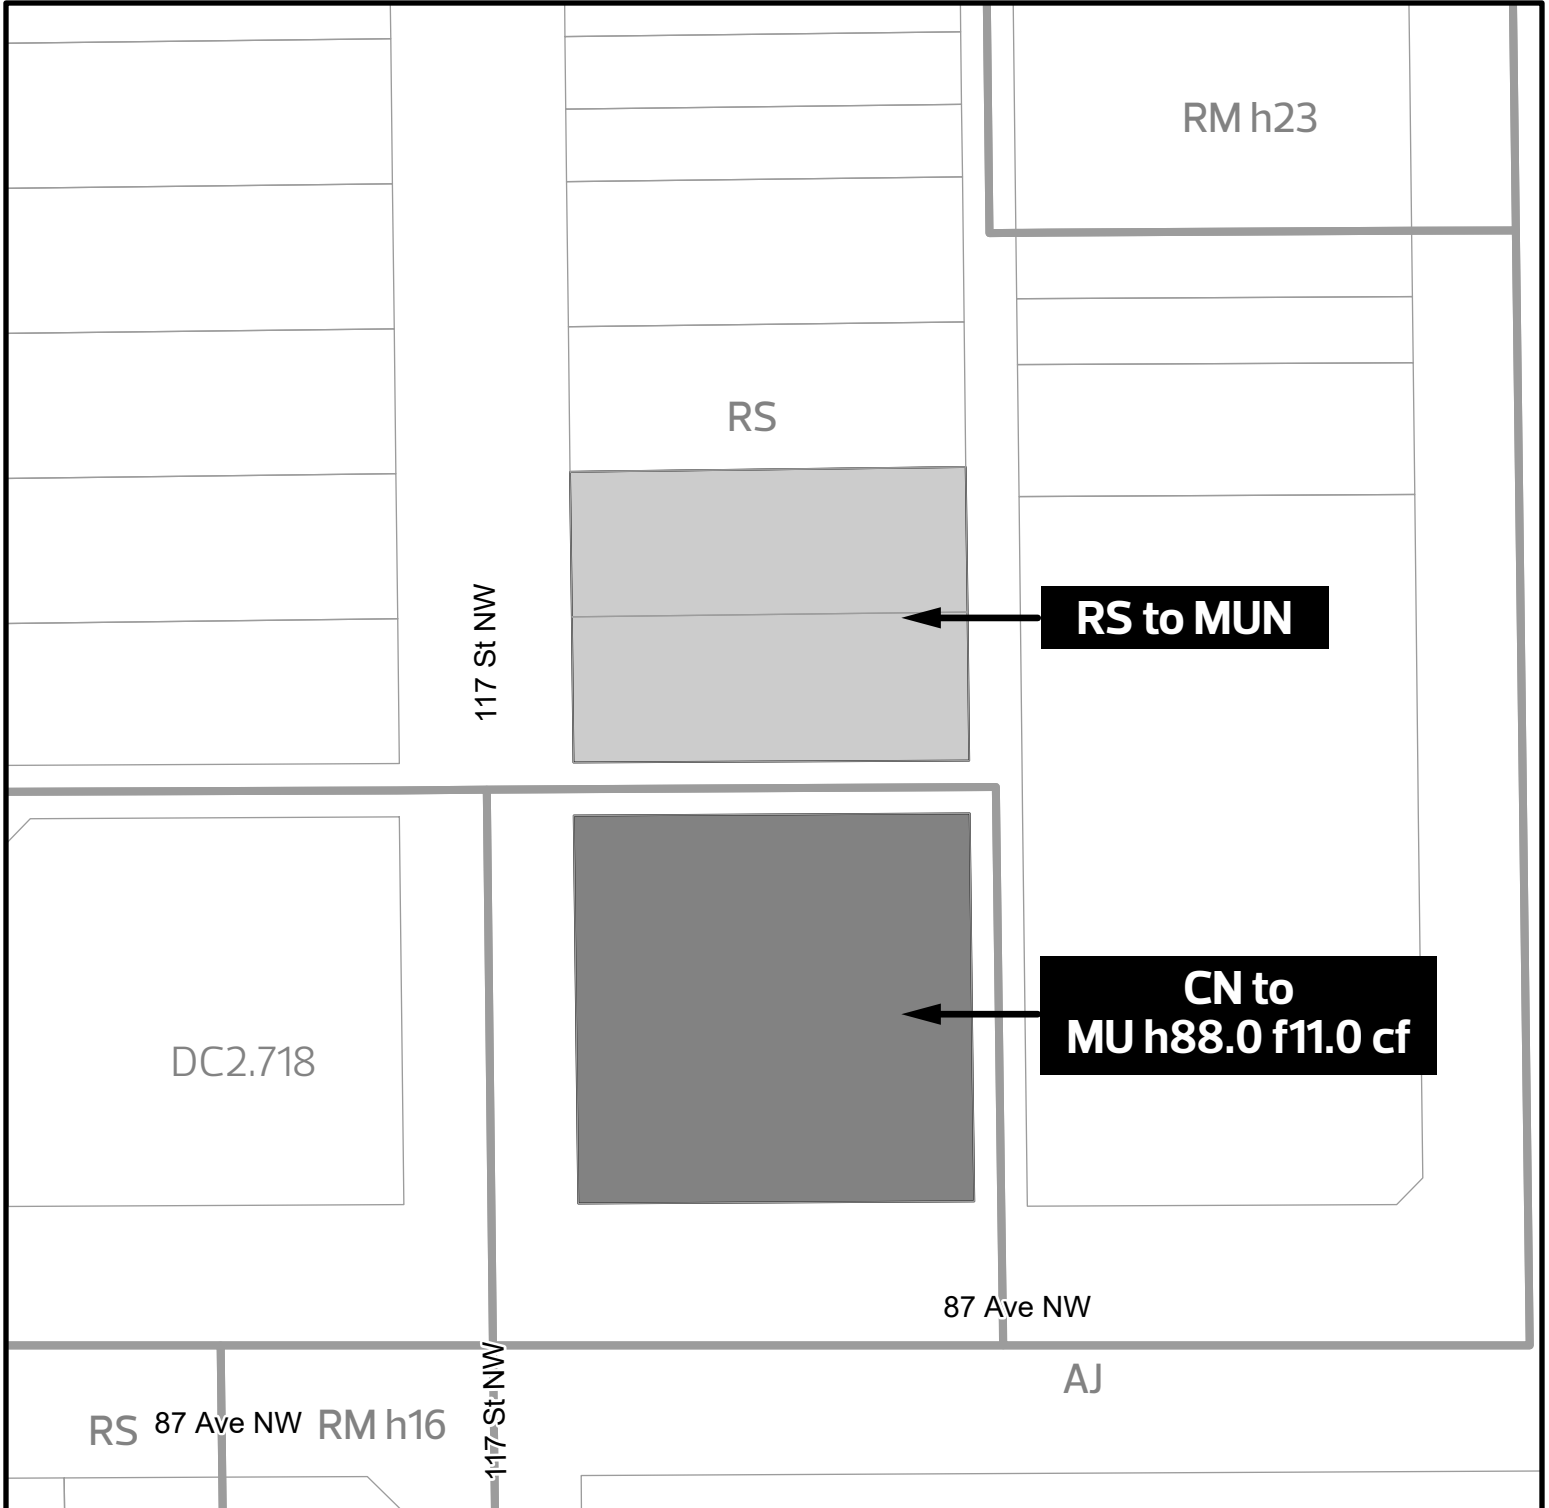 RM h23
RS
117 St NW
RS to MUN
CN to
MU h88.0 f11.0 cf
DC2.718
87 Ave NW
117 St NW
AJ
RS
87 Ave NW
RM h16